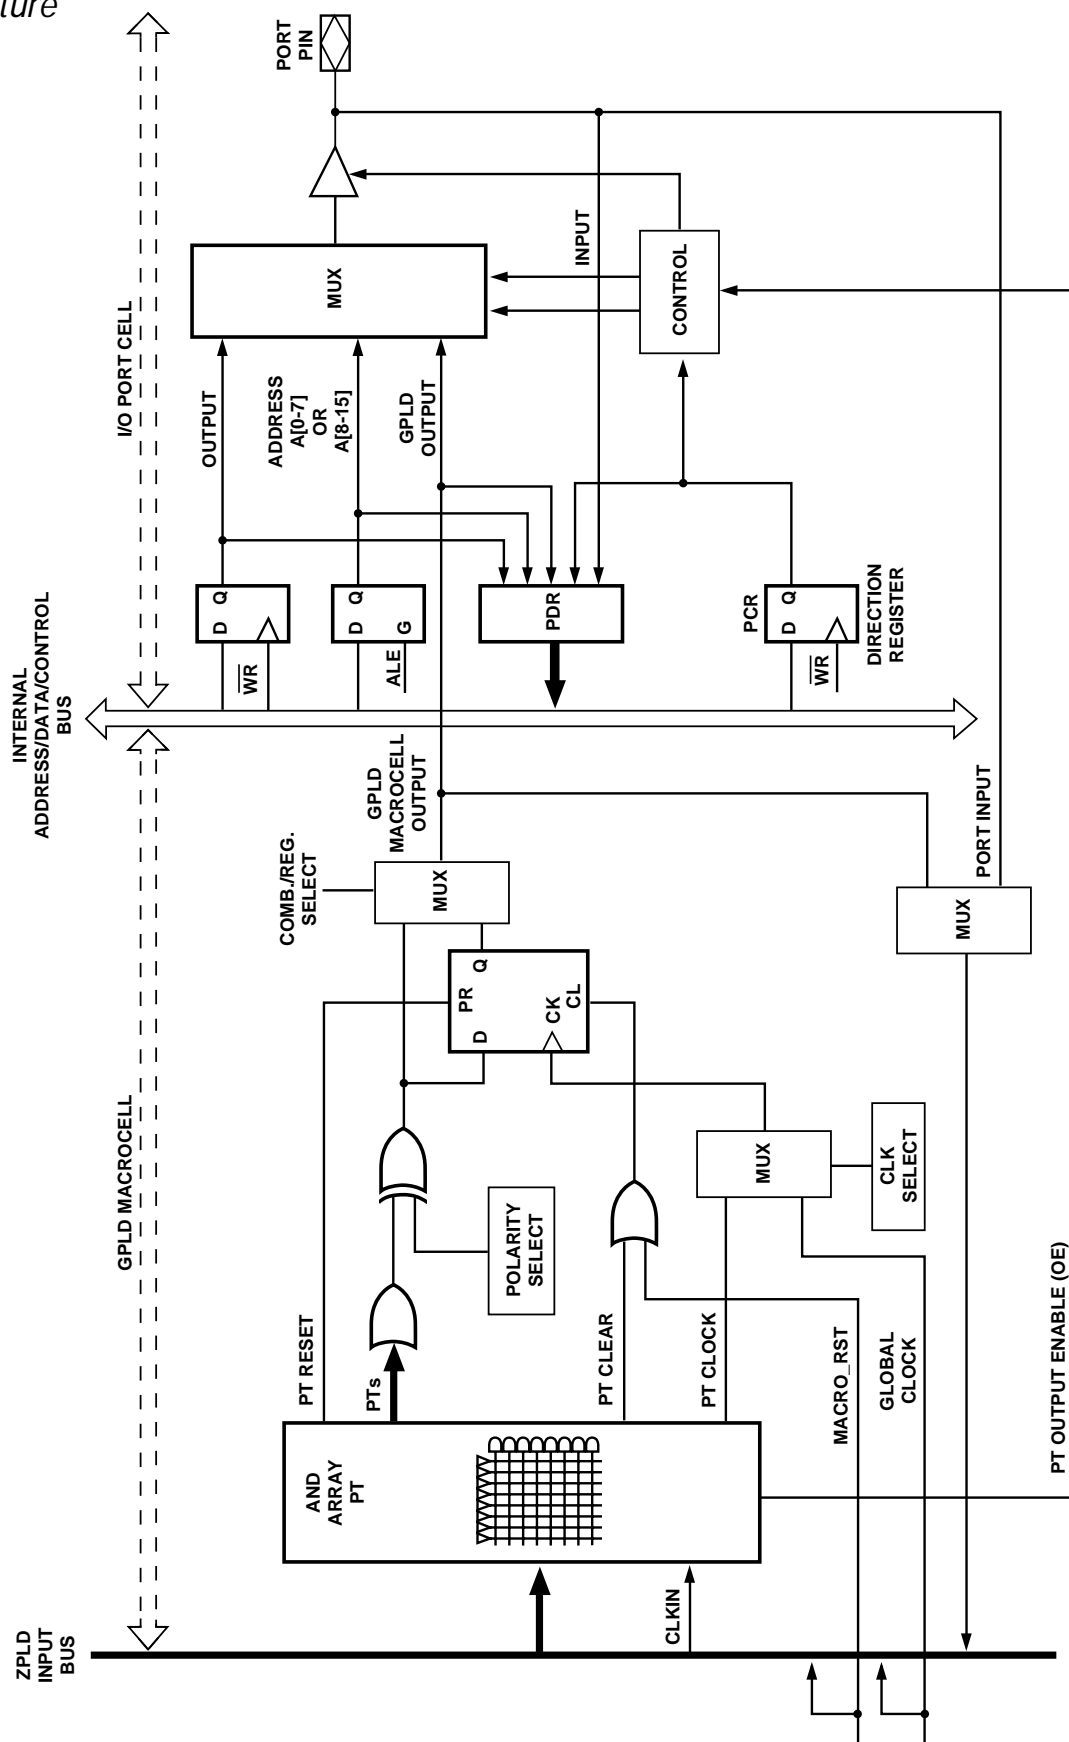 ture
ZPLD
INPUT
BUS
GPLD MACROCELL
INTERNAL
ADDRESS/DATA/CONTROL
BUS
I/O PORT CELL
AND
ARRAY
PT
CLKIN
PT RESET
PTs
PT CLEAR
PT CLOCK
MACRO_RST
GLOBAL
CLOCK
PT OUTPUT ENABLE (OE)
POLARITY
SELECT
MUX
CLK
SELECT
D
PR
Q
CK
CL
COMB./REG.
SELECT
MUX
GPLD
MACROCELL
OUTPUT
MUX
PORT INPUT
D Q
WR
D Q
G
ALE
PDR
PCR
D Q
WR
DIRECTION
REGISTER
OUTPUT
ADDRESS
A[0-7]
OR
A[8-15]
GPLD
OUTPUT
MUX
INPUT
CONTROL
PORT
PIN